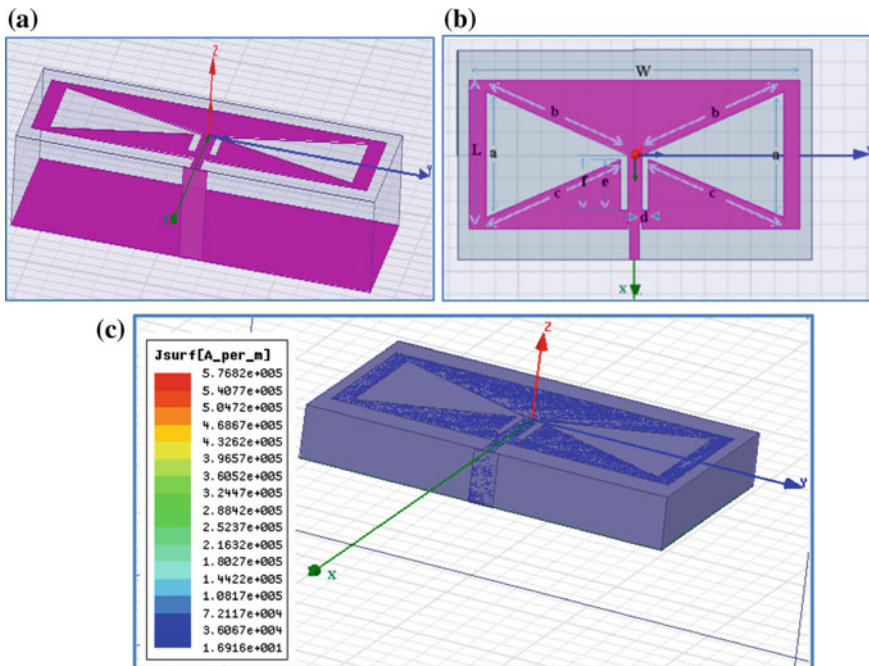 (a)
Z
Y
X
(b)
W
b b
L a a
f e
c c
d
X
(c)
Jsurf[A_per_m]
5.7682e+005
5.4077e+005
5.0472e+005
4.6867e+005
4.3262e+005
3.9657e+005
3.6052e+005
3.2447e+005
2.8842e+005
2.5237e+005
2.1632e+005
1.8027e+005
1.4422e+005
1.0817e+005
7.2117e+004
3.6067e+004
1.6916e+001
Z
Y
X